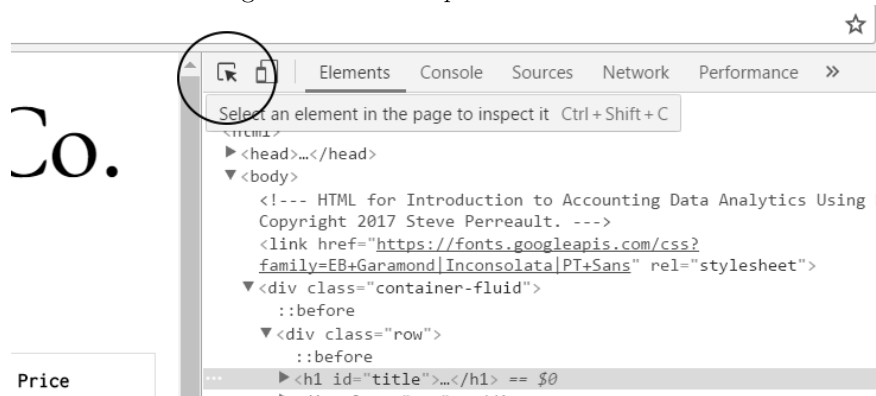 Elements Console Sources Network Performance »
Select an element in the page to inspect it Ctrl + Shift + C
Co.
<html>
▶<head>…</head>
▼<body>
<!--- HTML for Introduction to Accounting Data Analytics Using
Copyright 2017 Steve Perreault. --->
<link href="https://fonts.googleapis.com/css?
family=EB+Garamond|Inconsolata|PT+Sans" rel="stylesheet">
▼<div class="container-fluid">
::before
▼<div class="row">
::before
Price
… ▶<h1 id="title">…</h1> == $0